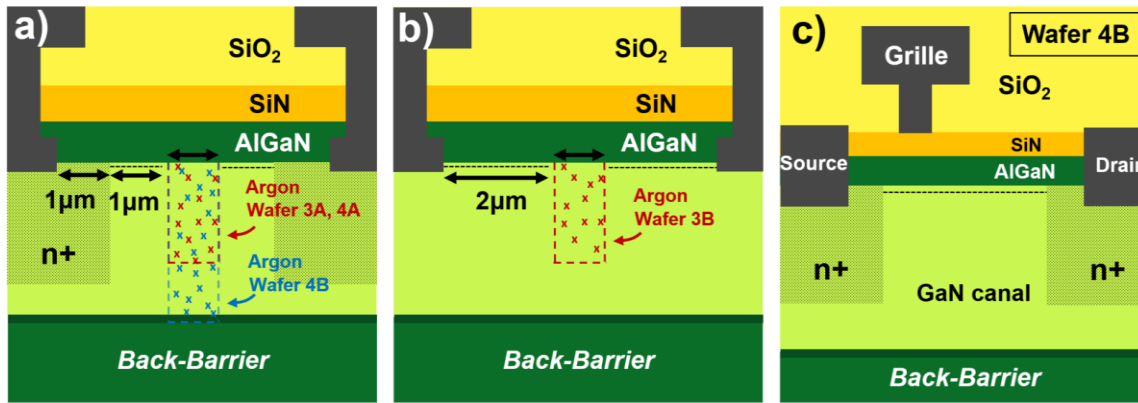 a)
SiO2
SiN
AlGaN
1µm
1µm
Argon
Wafer 3A, 4A
n+
Argon
Wafer 4B
Back-Barrier
b)
SiO2
SiN
AlGaN
2µm
Argon
Wafer 3B
Back-Barrier
c)
Wafer 4B
Grille
SiO2
SiN
Source
AlGaN
Drain
n+
n+
GaN canal
Back-Barrier